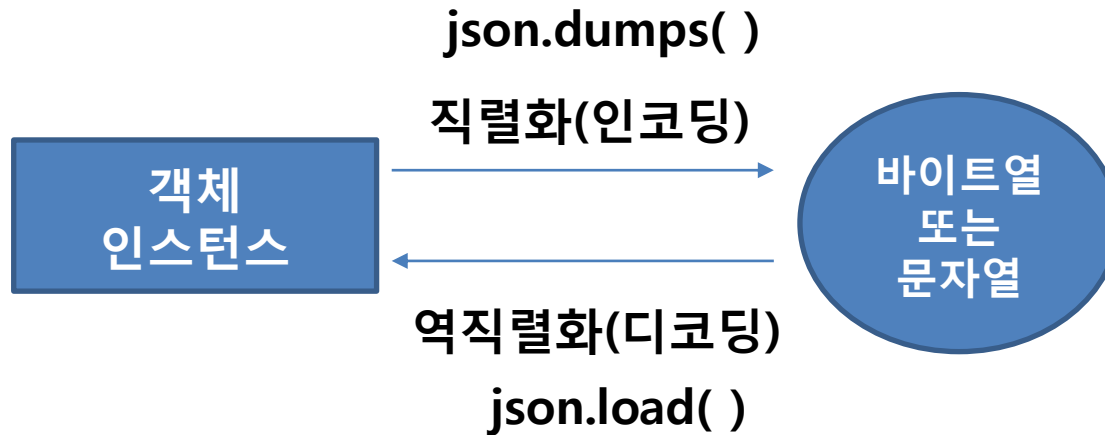 json.dumps( )
직렬화(인코딩)
객체
인스턴스
바이트열
또는
문자열
역직렬화(디코딩)
json.load( )